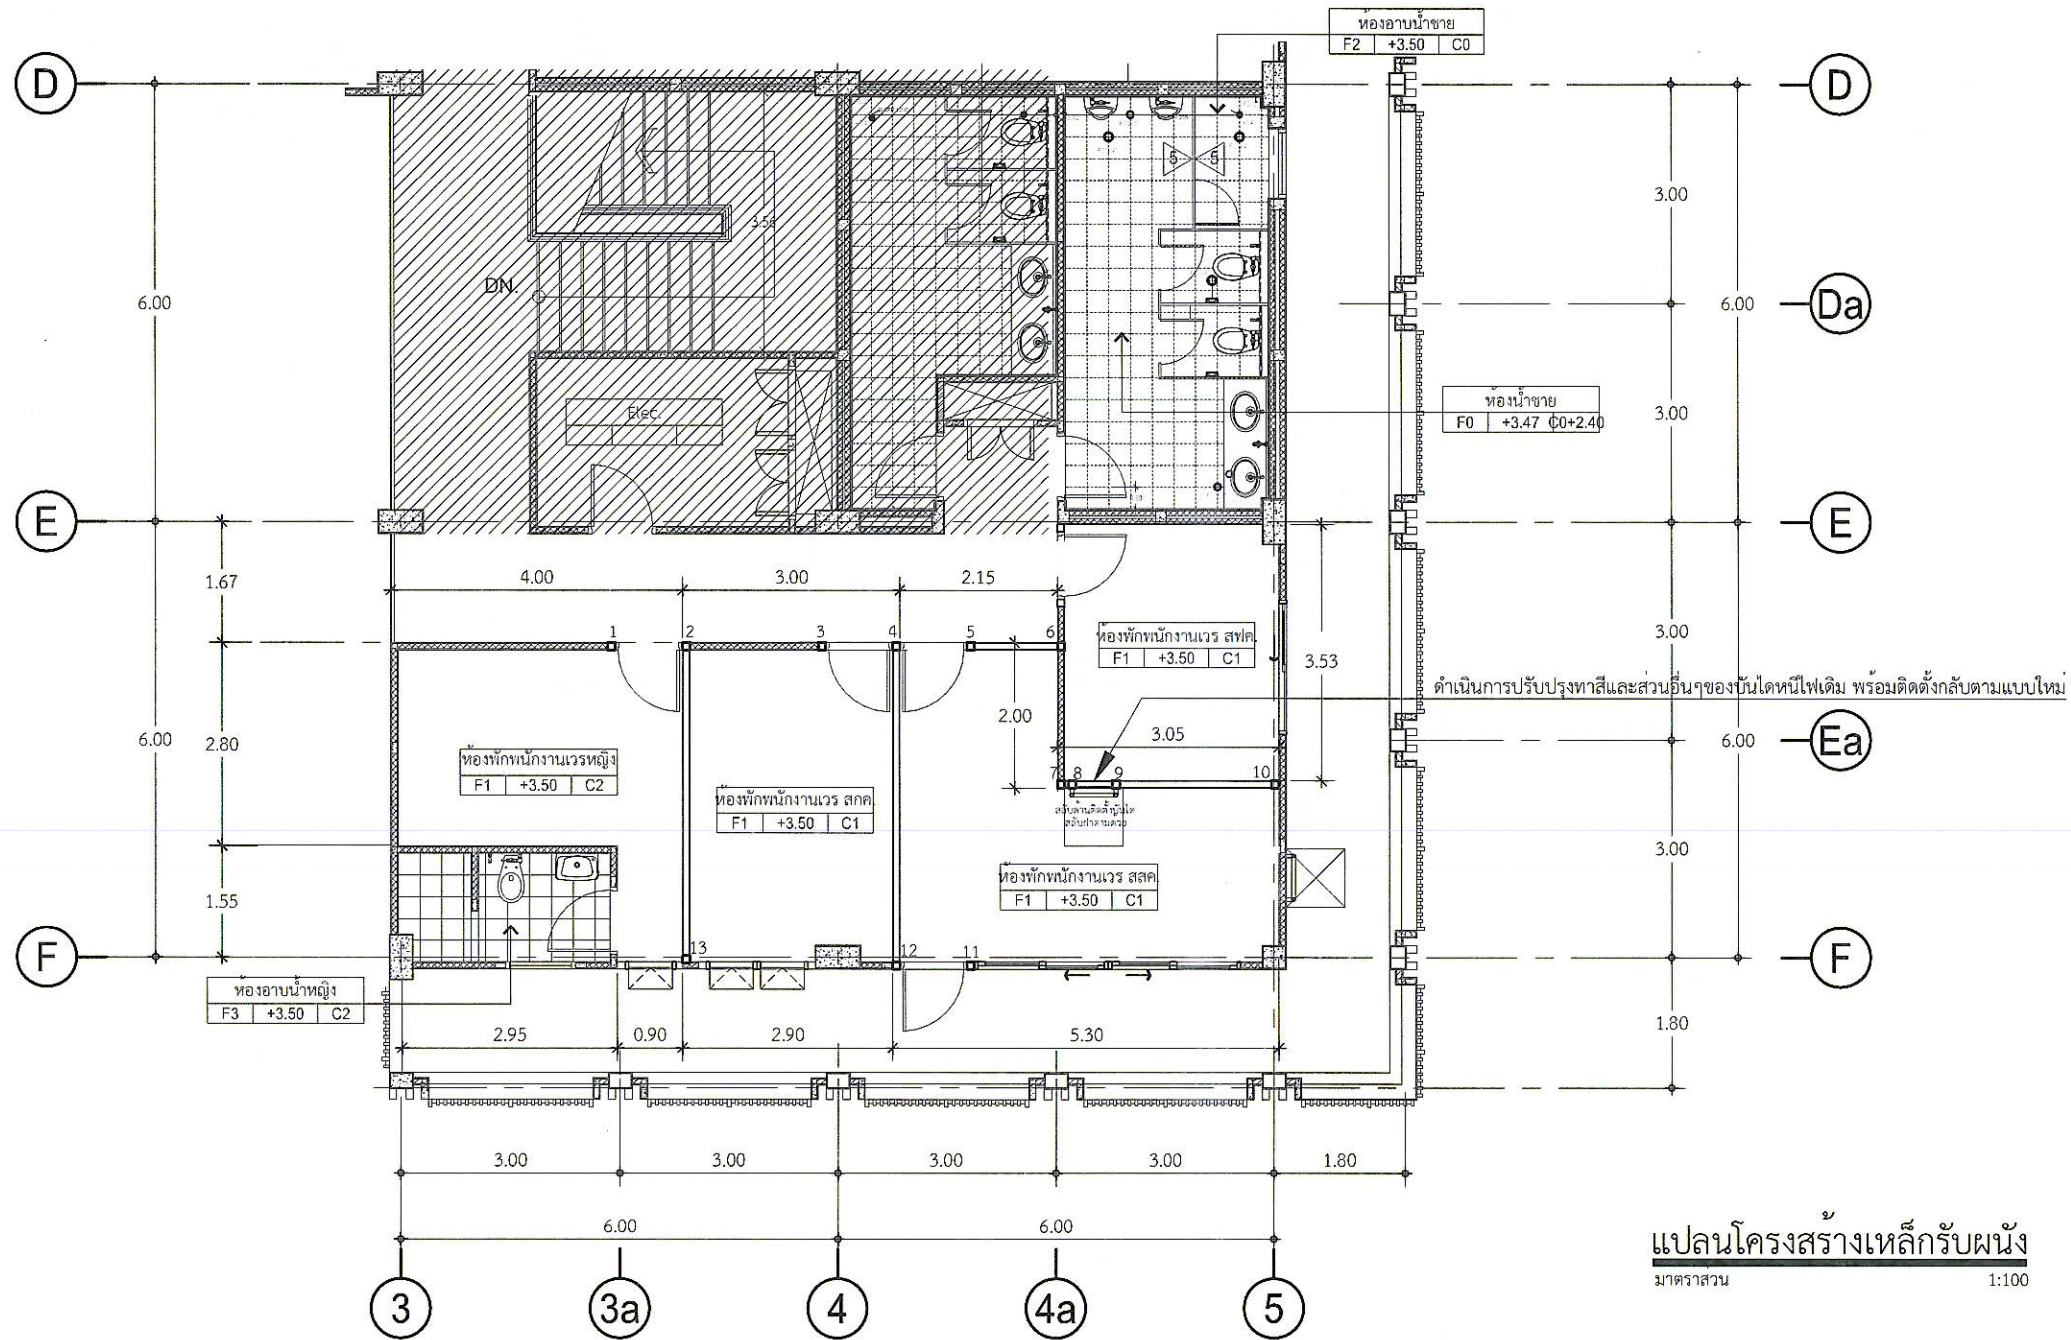 ห้องอาบน้ำชาย
F2 +3.50 C0
D D
3.00
3.56
DN.
6.00 Da
6.00
Elec.
ห้องน้ำชาย
F0 +3.47 C0+2.40
3.00
E E
1.67 4.00 3.00 2.15
3.00
1 2 3 4 5 6
ห้องพักพนักงานเวร สฟค.
F1 +3.50 C1
3.53
ดำเนินการปรับปรุงทาสีและส่วนอื่นๆของบันไดหนีไฟเดิม พร้อมติดตั้งกลับตามแบบใหม่
2.00
3.05
6.00 2.80 6.00 Ea
ห้องพักพนักงานเวรหญิง
F1 +3.50 C2
7 8 9 10
ห้องพักพนักงานเวร สกค.
F1 +3.50 C1
3.00
ห้องพักพนักงานเวร สลค.
F1 +3.50 C1
1.55
F 13 12 11 F
ห้องอาบน้ำหญิง
F3 +3.50 C2
1.80
2.95 0.90 2.90 5.30
3.00 3.00 3.00 3.00 1.80
6.00 6.00
แปลนโครงสร้างเหล็กรับผนัง
มาตราส่วน 1:100
3 3a 4 4a 5